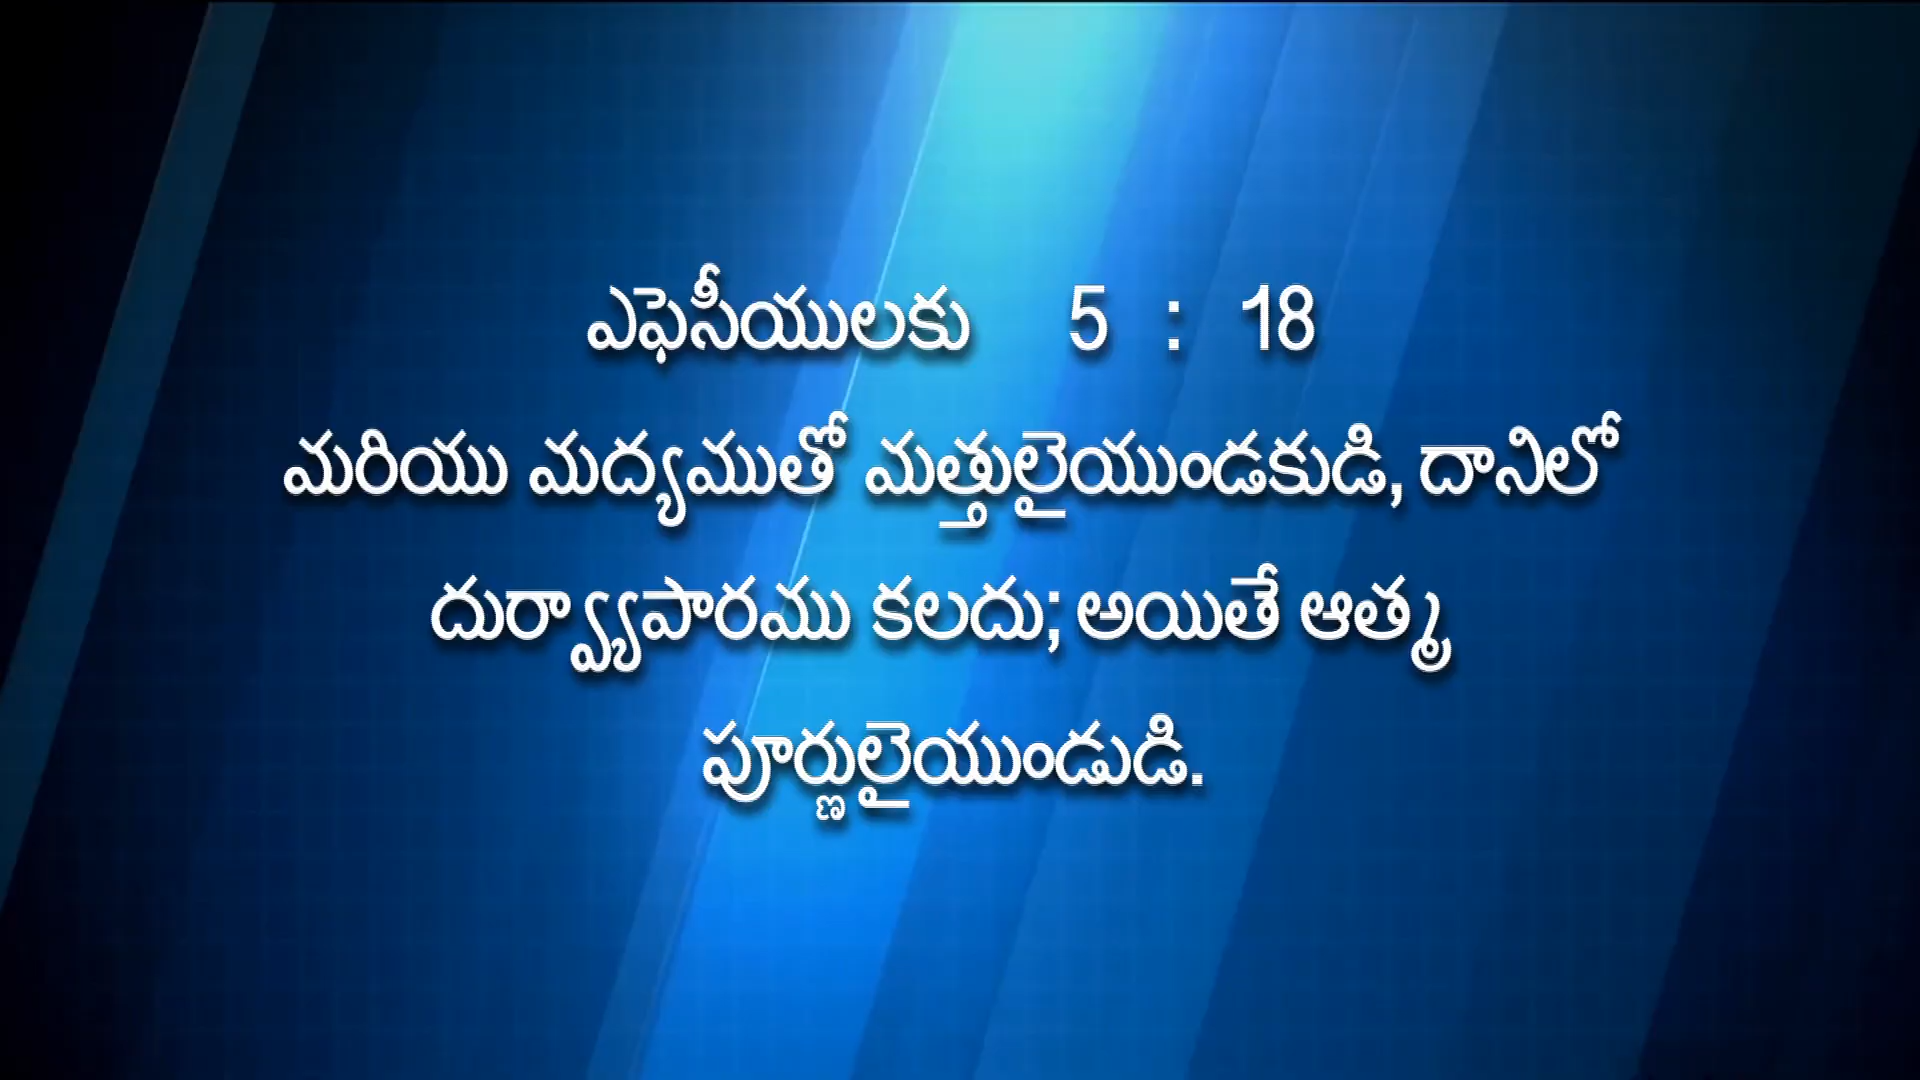 ఎఫెసీయులకు 5 : 18
మరియు మద్యముతో మత్తులైయుండకుడి, దానిలో
దుర్వ్యాపారము కలదు; అయితే ఆత్మ
పూర్ణులైయుండుడి.